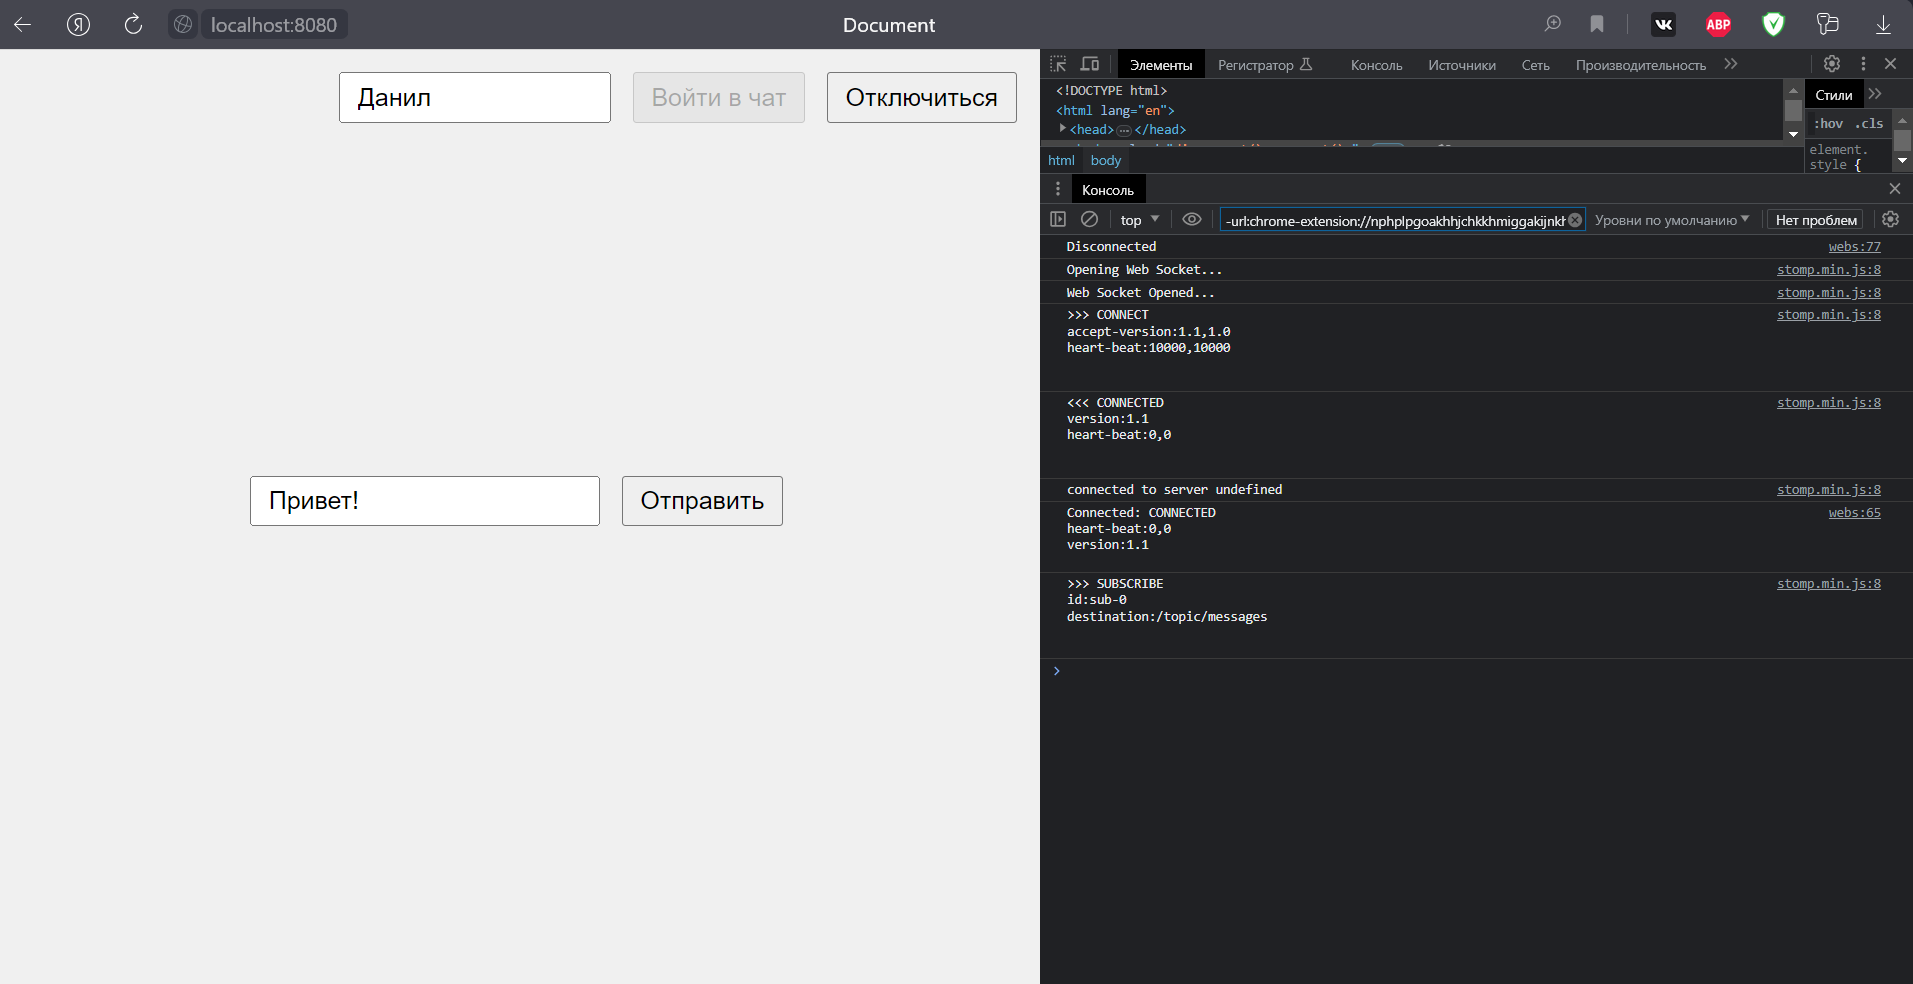 Я
localhost:8080
Document
VK
ABP
Данил
Войти в чат
Отключиться
Привет!
Отправить
Элементы
Регистратор
Консоль
Источники
Сеть
Производительность
<!DOCTYPE html>
<html lang="en">
<head> ... </head>
html
body
Стили
:hov .cls
element.
style {
Консоль
top
-url:chrome-extension://nphplpgoakhhjchkkhmiggakijnkh
Уровни по умолчанию
Нет проблем
Disconnected webs:77
Opening Web Socket... stomp.min.js:8
Web Socket Opened... stomp.min.js:8
>>> CONNECT stomp.min.js:8
accept-version:1.1,1.0
heart-beat:10000,10000
<<< CONNECTED stomp.min.js:8
version:1.1
heart-beat:0,0
connected to server undefined stomp.min.js:8
Connected: CONNECTED webs:65
heart-beat:0,0
version:1.1
>>> SUBSCRIBE stomp.min.js:8
id:sub-0
destination:/topic/messages